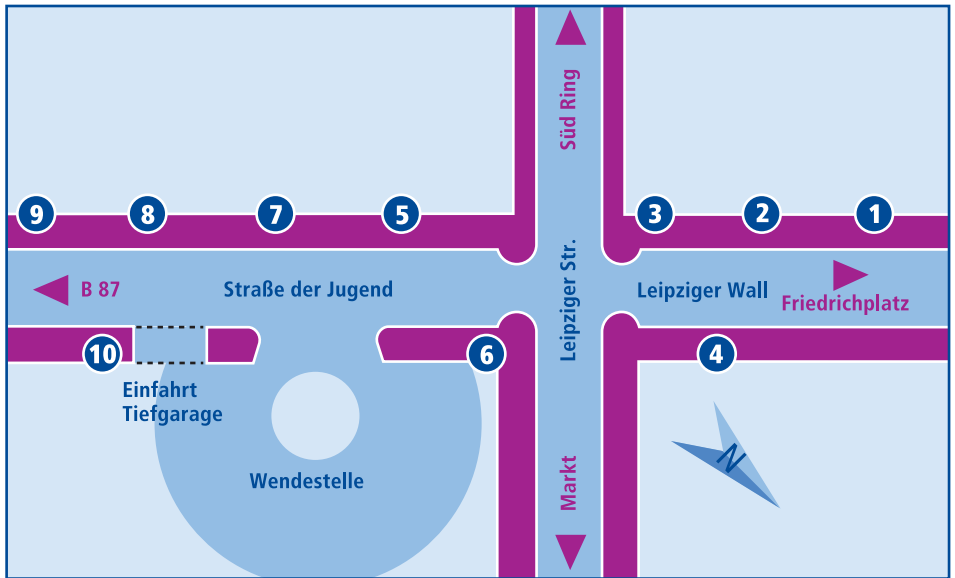 Süd Ring
9
8
7
5
3
2
1
B 87
Straße der Jugend
Leipziger Str.
Leipziger Wall
Friedrichplatz
10
6
4
Einfahrt
Tiefgarage
Wendestelle
Markt
N